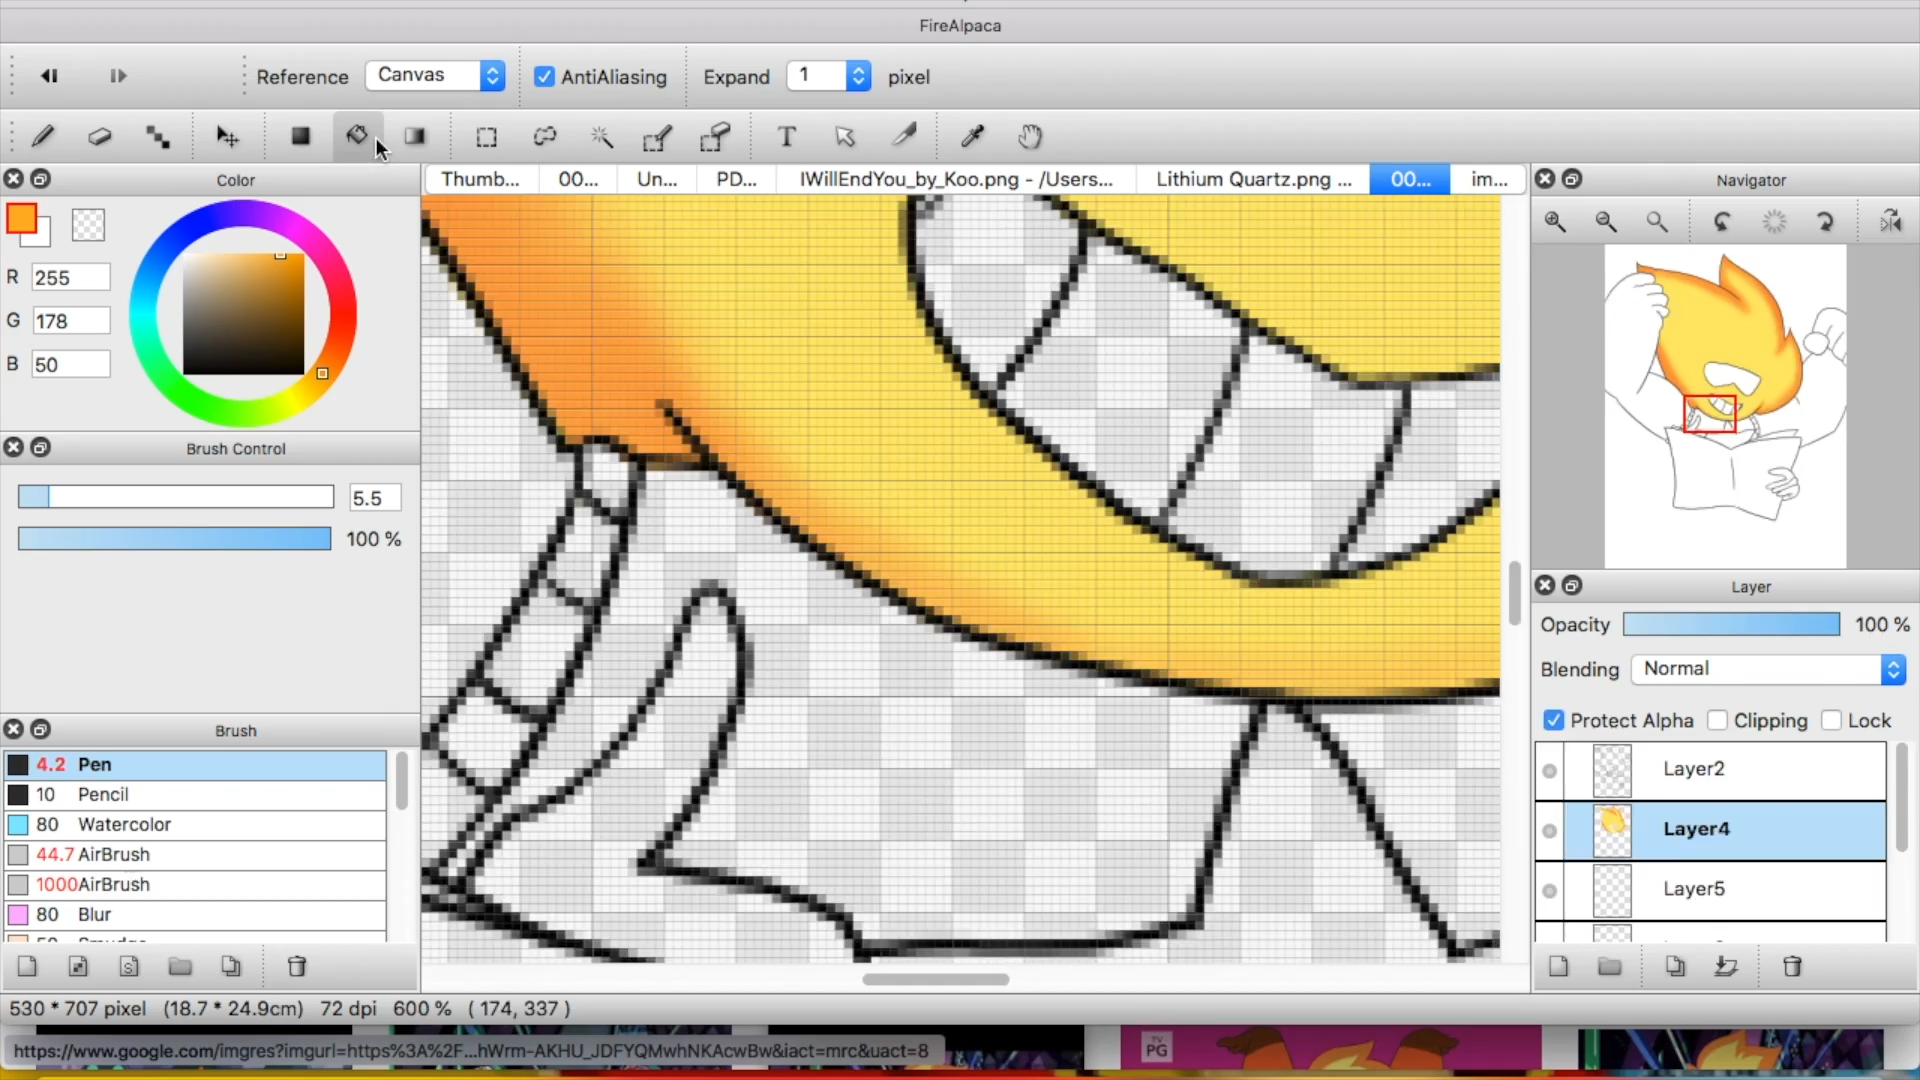 FireAlpaca
Reference Canvas AntiAliasing Expand 1 pixel
T
Color
Thumb... 00... Un... PD... IWillEndYou_by_Koo.png - /Users... Lithium Quartz.png ... 00... im...
Navigator
R 255
G 178
B 50
Brush Control
5.5
100 %
Brush
4.2 Pen
10 Pencil
80 Watercolor
44.7 AirBrush
1000 AirBrush
80 Blur
50 Smudge
Layer
Opacity 100 %
Blending Normal
Protect Alpha Clipping Lock
Layer2
Layer4
Layer5
530 * 707 pixel (18.7 * 24.9cm) 72 dpi 600 % ( 174, 337 )
https://www.google.com/imgres?imgurl=https%3A%2F...hWrm-AKHU_JDFYQMwhNKAcwBw&iact=mrc&uact=8
TV
PG